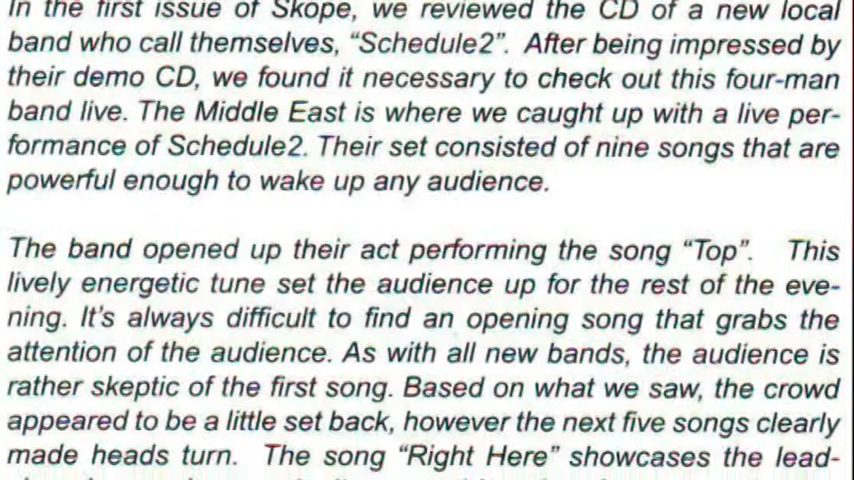 In the first issue of Skope, we reviewed the CD of a new local
band who call themselves, “Schedule2”. After being impressed by
their demo CD, we found it necessary to check out this four-man
band live. The Middle East is where we caught up with a live per-
formance of Schedule2. Their set consisted of nine songs that are
powerful enough to wake up any audience.

The band opened up their act performing the song “Top”. This
lively energetic tune set the audience up for the rest of the eve-
ning. It’s always difficult to find an opening song that grabs the
attention of the audience. As with all new bands, the audience is
rather skeptic of the first song. Based on what we saw, the crowd
appeared to be a little set back, however the next five songs clearly
made heads turn. The song “Right Here” showcases the lead-